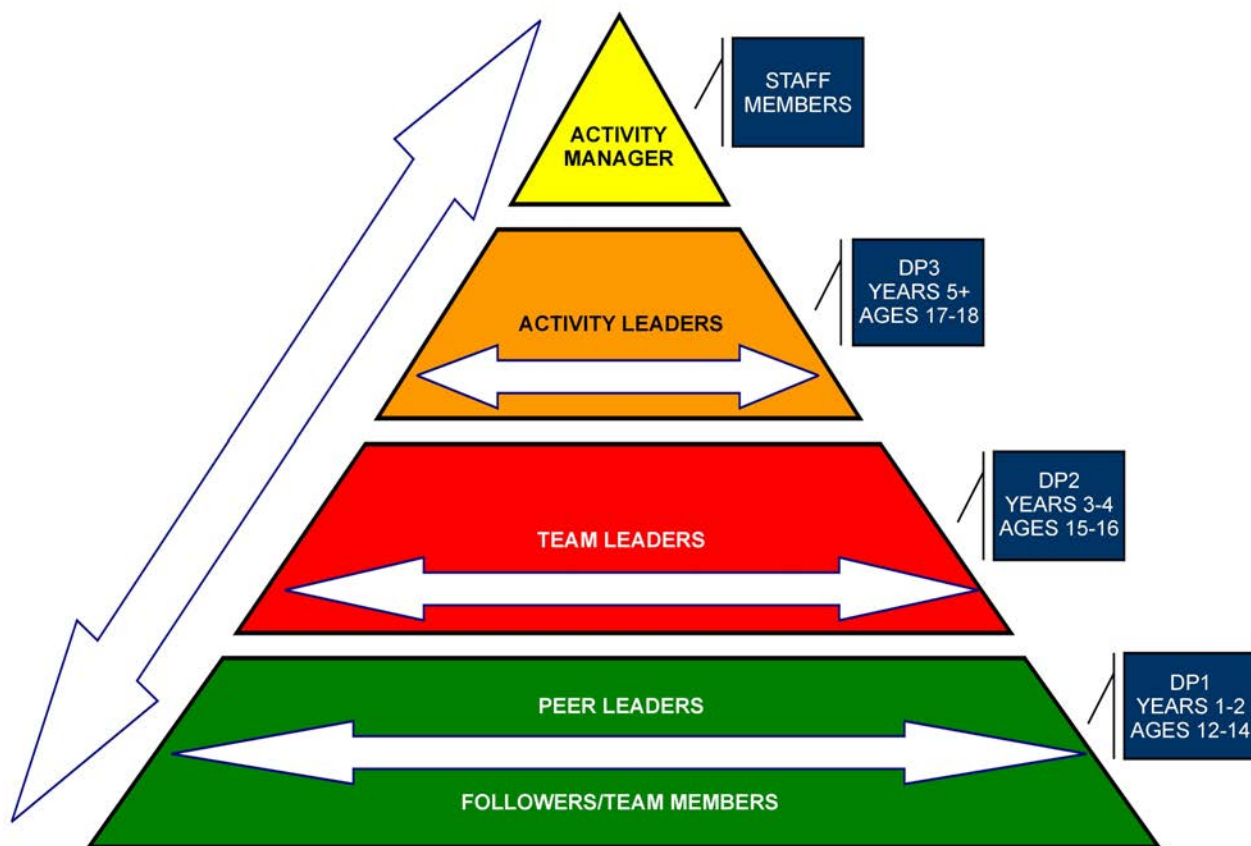 STAFF
MEMBERS
ACTIVITY
MANAGER
DP3
YEARS 5+
AGES 17-18
ACTIVITY LEADERS
DP2
YEARS 3-4
AGES 15-16
TEAM LEADERS
DP1
YEARS 1-2
AGES 12-14
PEER LEADERS
FOLLOWERS/TEAM MEMBERS